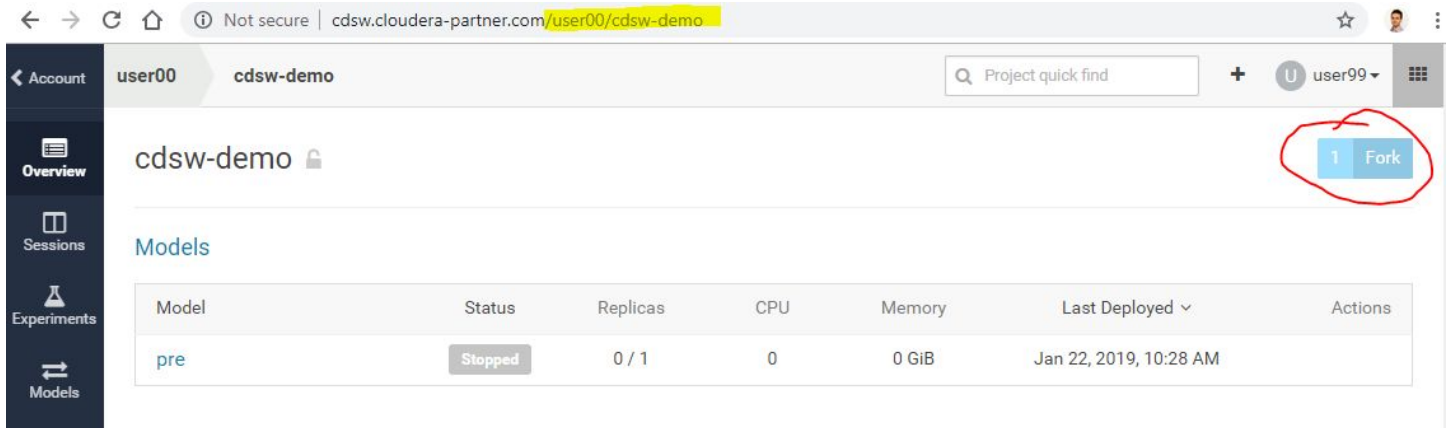 Not secure | cdsw.cloudera-partner.com/user00/cdsw-demo
Account user00 cdsw-demo Project quick find + U user99
Overview
cdsw-demo 1 Fork
Sessions
Models
Experiments
Model Status Replicas CPU Memory Last Deployed Actions
pre Stopped 0 / 1 0 0 GiB Jan 22, 2019, 10:28 AM
Models